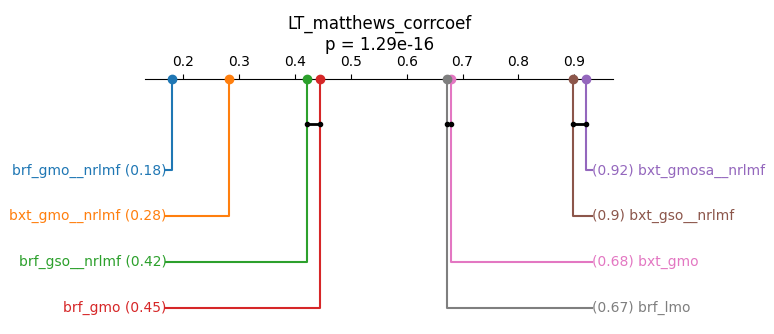 LT_matthews_corrcoef
p = 1.29e-16
0.2 0.3 0.4 0.5 0.6 0.7 0.8 0.9
brf_gmo__nrlmf (0.18) (0.92) bxt_gmosa__nrlmf
bxt_gmo__nrlmf (0.28) (0.9) bxt_gso__nrlmf
brf_gso__nrlmf (0.42) (0.68) bxt_gmo
brf_gmo (0.45) (0.67) brf_lmo